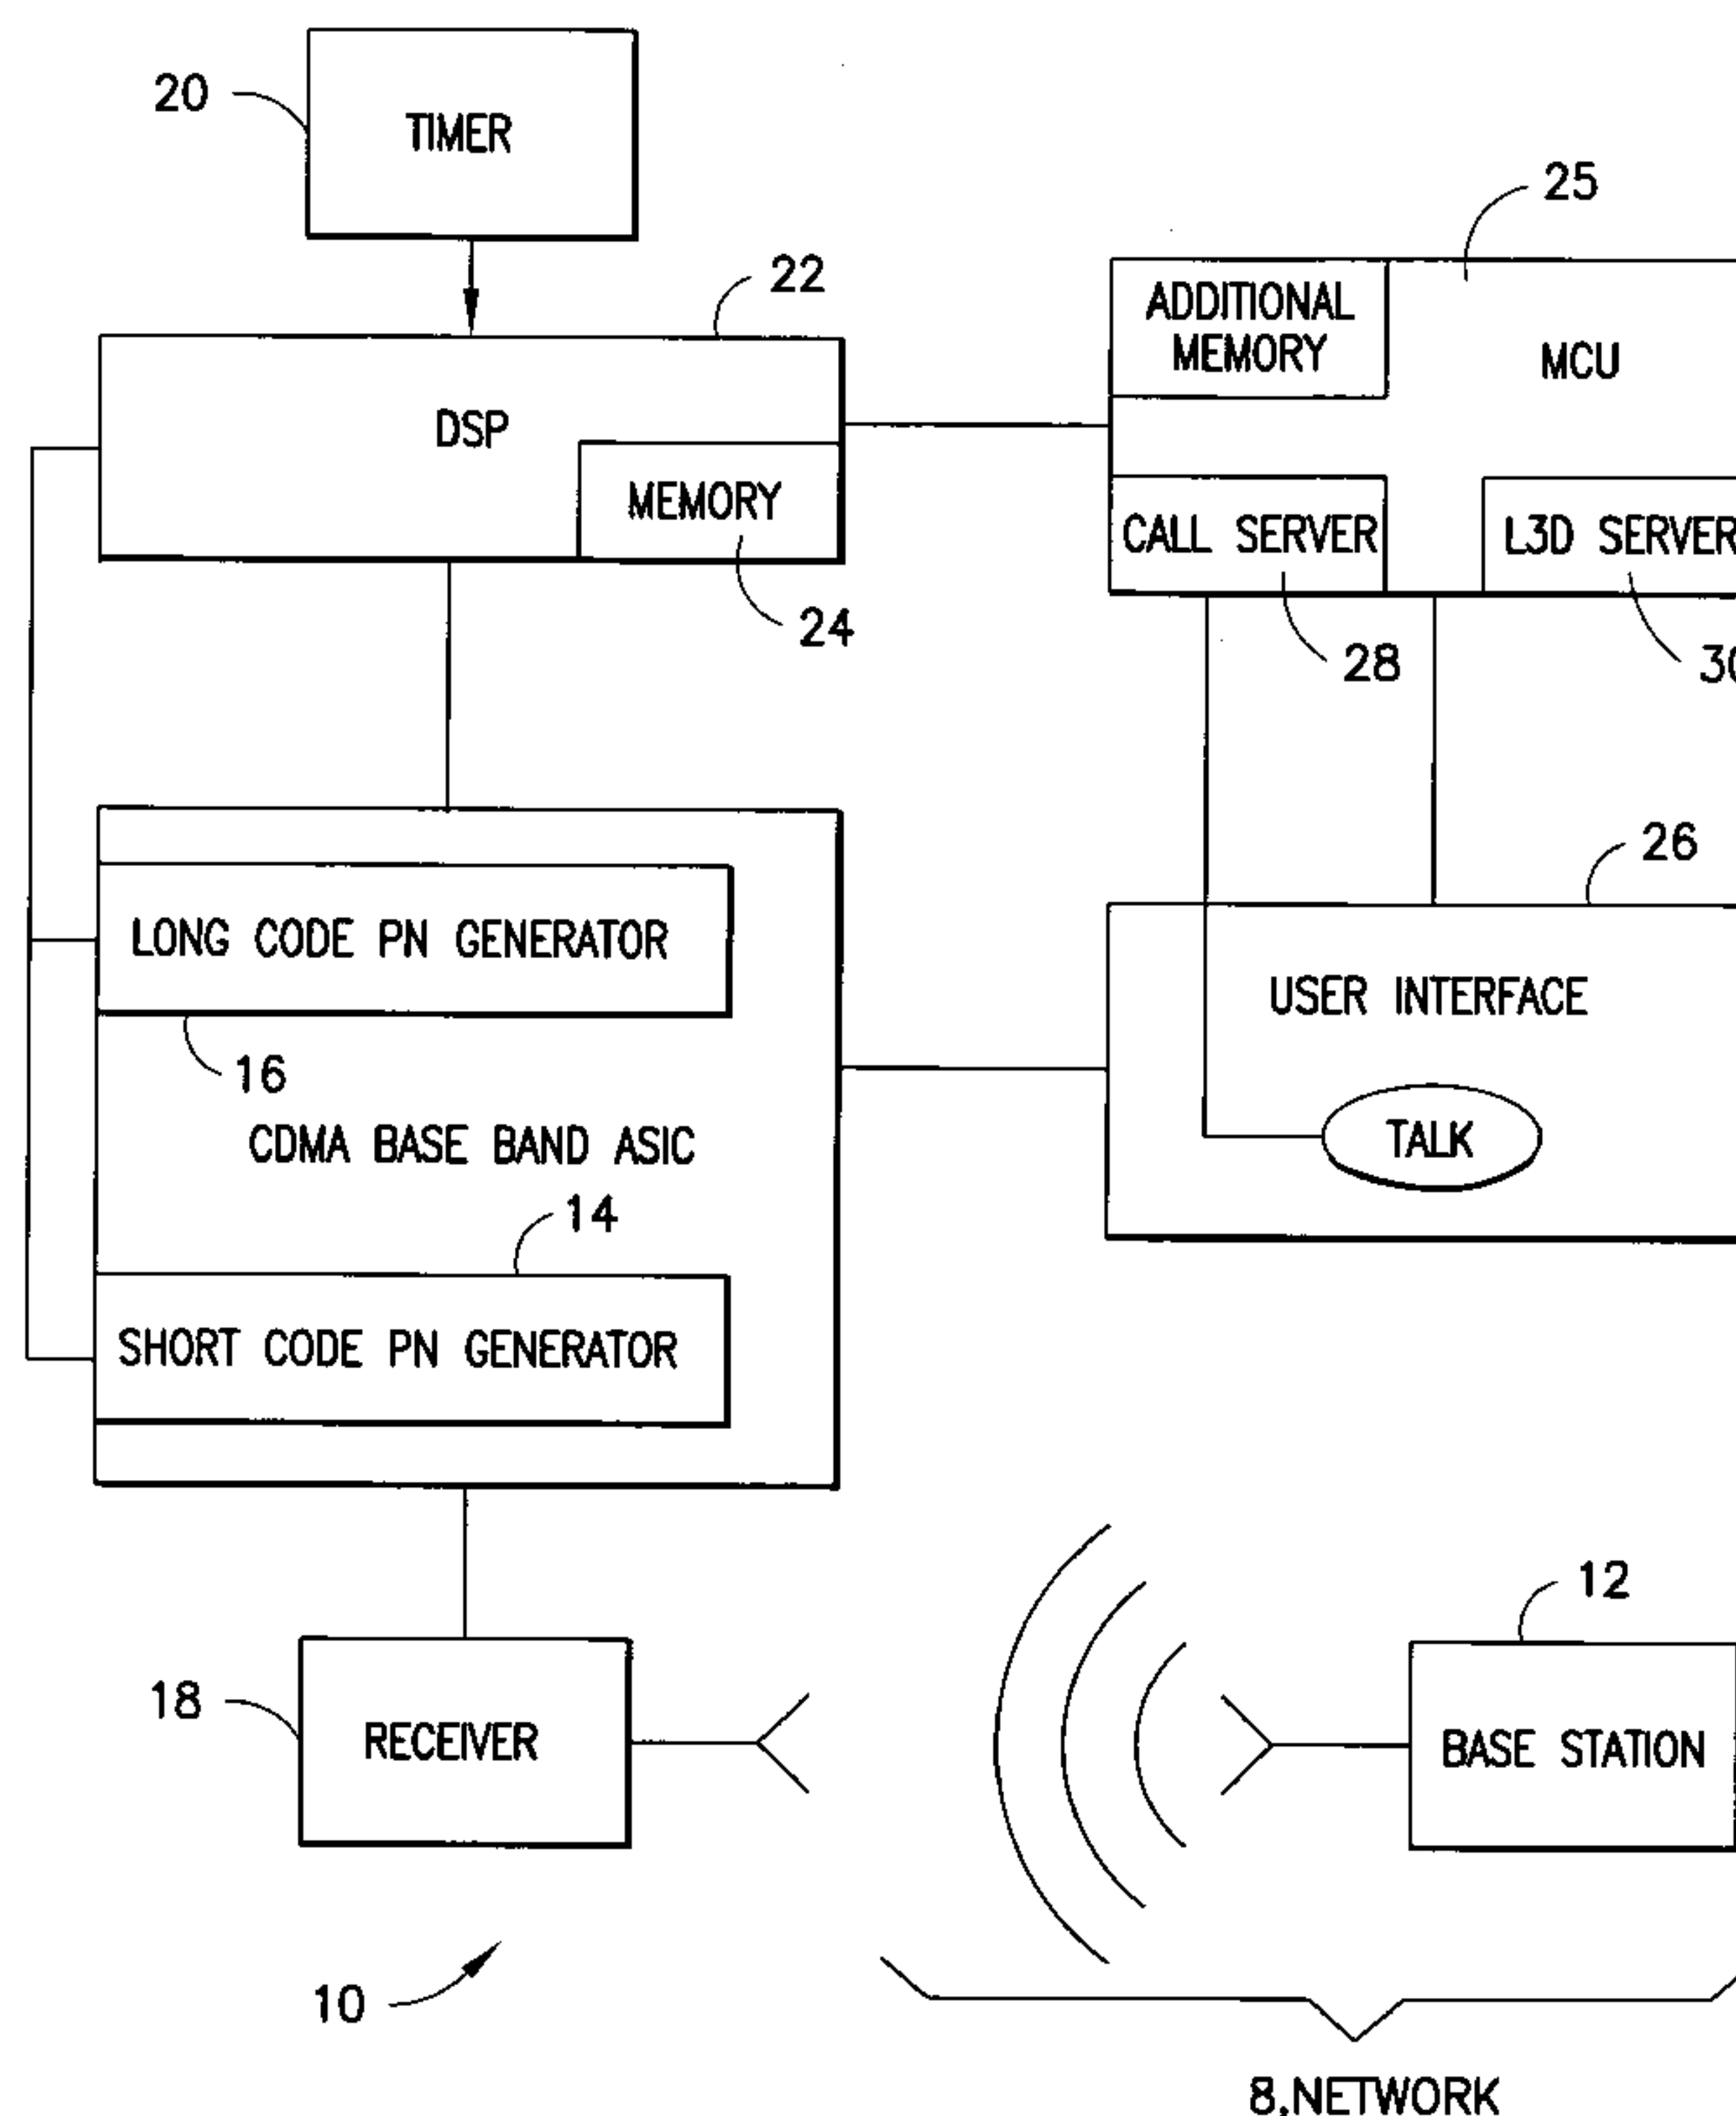 20
TIMER
25
22
ADDITIONAL
MEMORY
MCU
DSP
MEMORY
CALL SERVER
L3D SERVER
24
28
26
LONG CODE PN GENERATOR
USER INTERFACE
16
CDMA BASE BAND ASIC
TALK
14
SHORT CODE PN GENERATOR
12
18
RECEIVER
BASE STATION
10
8,NETWORK